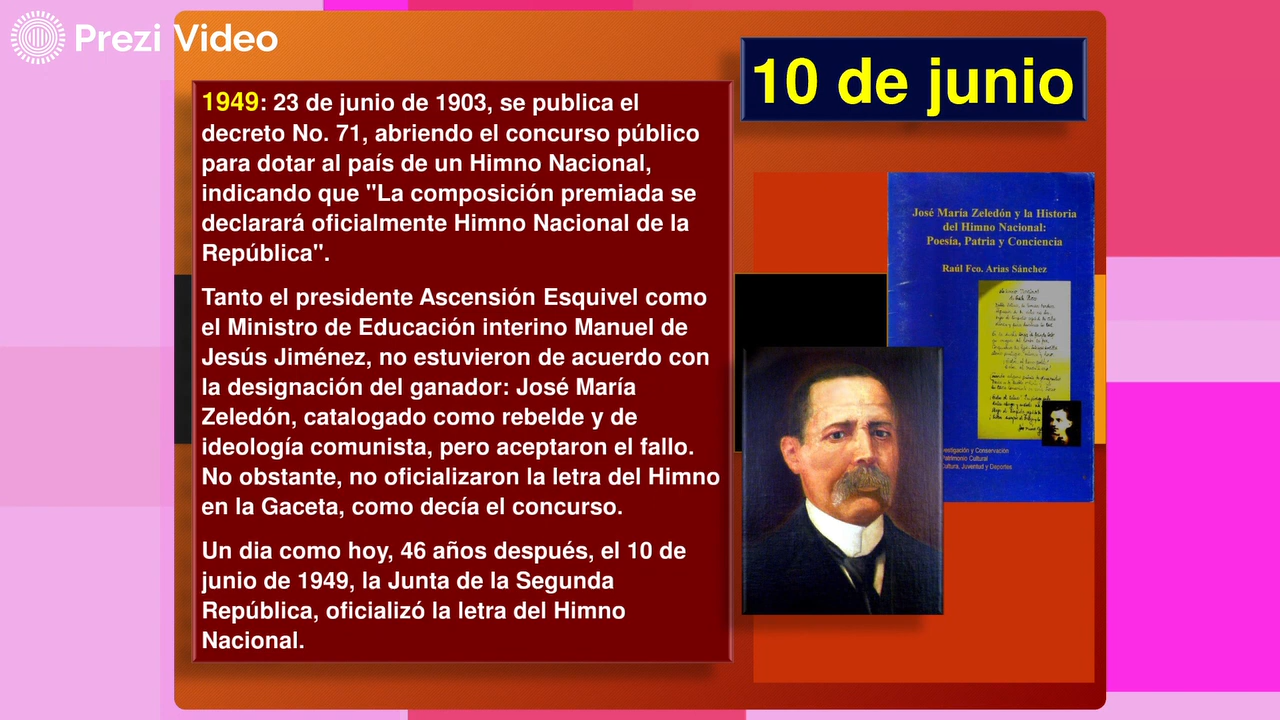 Prezi Video
10 de junio
1949: 23 de junio de 1903, se publica el
decreto No. 71, abriendo el concurso público
para dotar al país de un Himno Nacional,
indicando que "La composición premiada se
declarará oficialmente Himno Nacional de la
República".
Tanto el presidente Ascensión Esquivel como
el Ministro de Educación interino Manuel de
Jesús Jiménez, no estuvieron de acuerdo con
la designación del ganador: José María
Zeledón, catalogado como rebelde y de
ideología comunista, pero aceptaron el fallo.
No obstante, no oficializaron la letra del Himno
en la Gaceta, como decía el concurso.
Un dia como hoy, 46 años después, el 10 de
junio de 1949, la Junta de la Segunda
República, oficializó la letra del Himno
Nacional.
José María Zeledón y la Historia
del Himno Nacional:
Poesía, Patria y Conciencia
Raúl Fco. Arias Sánchez
vestigación y Conservación
Patrimonio Cultural
ultura, Juventud y Deportes